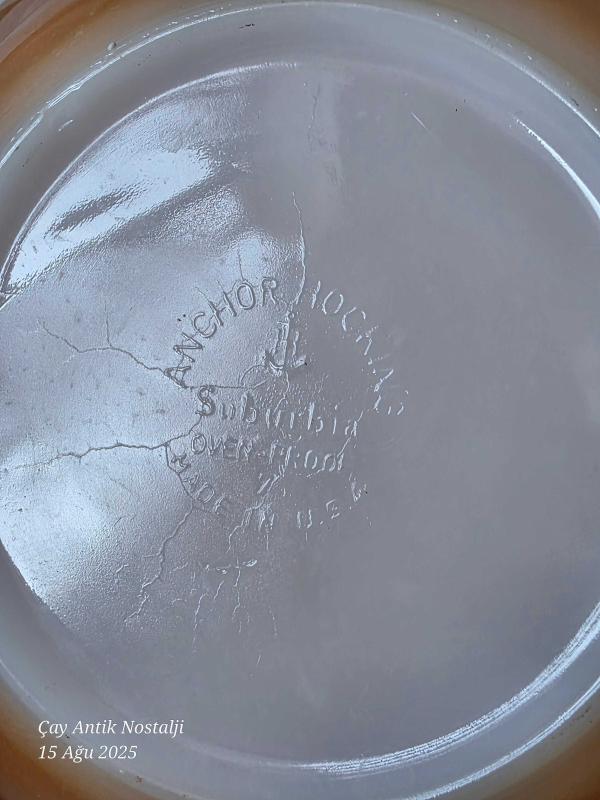 ANCHOR HOCKING
Suburbia
OVEN-PROOF
MADE IN U.S.A.
Çay Antik Nostalji
15 Ağu 2025